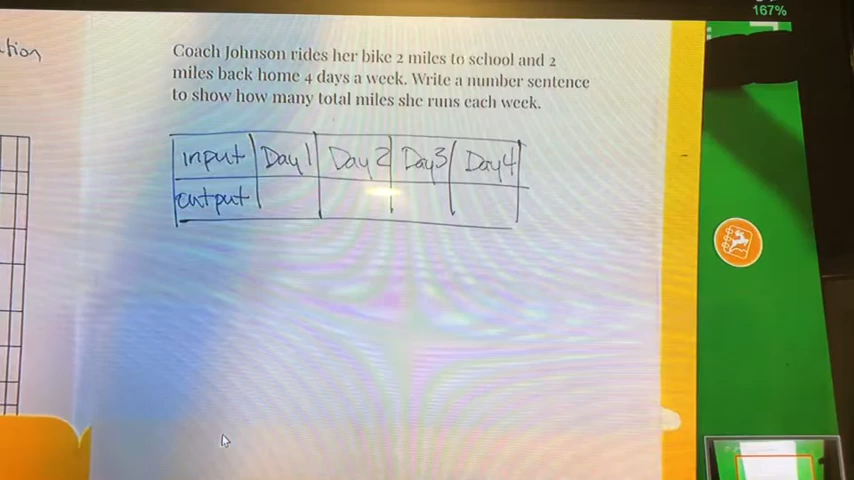 167%
tion
Coach Johnson rides her bike 2 miles to school and 2
miles back home 4 days a week. Write a number sentence
to show how many total miles she runs each week.
input Day 1 Day 2 Day 3 Day 4
output